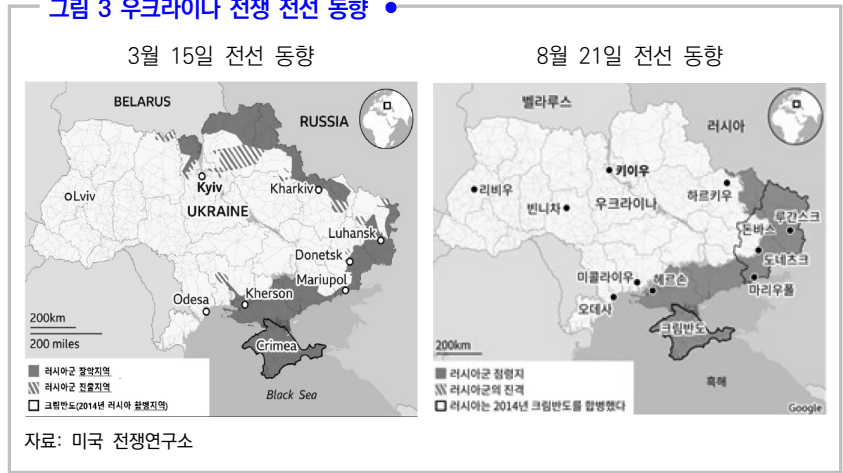 그림 3 우크라이나 전쟁 전선 동향
3월 15일 전선 동향
BELARUS
RUSSIA
Kyiv
Lviv
Kharkiv
UKRAINE
Luhansk
Donetsk
Mariupol
Odesa
Kherson
200km
200 miles
Crimea
러시아군 장악지역
러시아군 진출지역
크림반도(2014년 러시아 합병지역)
Black Sea
8월 21일 전선 동향
벨라루스
러시아
키이우
리비우
하르키우
빈니차
우크라이나
루간스크
돈바스
도네츠크
미콜라이우
헤르손
마리우폴
오데사
200km
크림반도
러시아군 점령지
러시아군의 진격
러시아는 2014년 크림반도를 합병했다
흑해
Google
자료: 미국 전쟁연구소